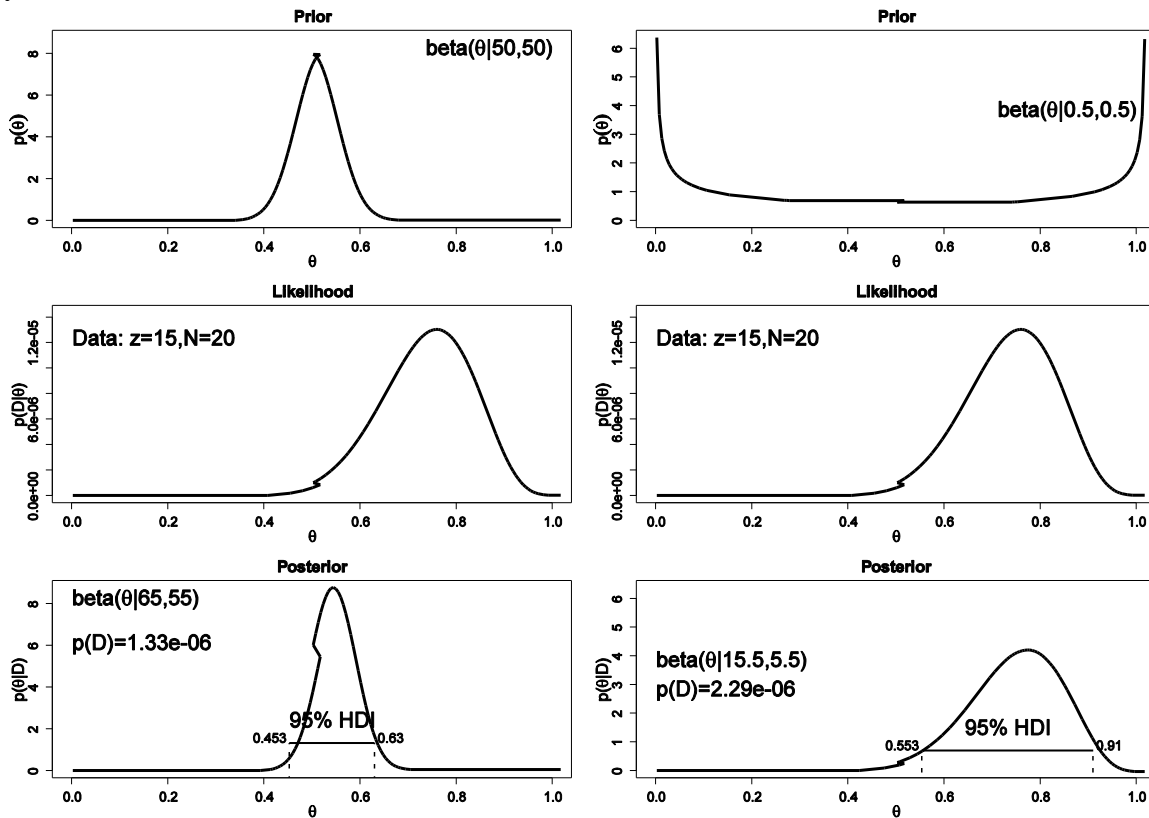 Prior
beta(θ|50,50)
p(θ)
0 2 4 6 8
0.0 0.2 0.4 0.6 0.8 1.0
θ
Prior
beta(θ|0.5,0.5)
p(θ)
0 1 2 3 4 5 6
0.0 0.2 0.4 0.6 0.8 1.0
θ
Likelihood
Data: z=15,N=20
p(D|θ)
0.0e+00 6.0e-06 1.2e-05
0.0 0.2 0.4 0.6 0.8 1.0
θ
Likelihood
Data: z=15,N=20
p(D|θ)
0.0e+00 6.0e-06 1.2e-05
0.0 0.2 0.4 0.6 0.8 1.0
θ
Posterior
beta(θ|65,55)
p(D)=1.33e-06
95% HDI
0.453 0.63
p(θ|D)
0 2 4 6 8
0.0 0.2 0.4 0.6 0.8 1.0
θ
Posterior
beta(θ|15.5,5.5)
p(D)=2.29e-06
95% HDI
0.553 0.91
p(θ|D)
0 1 2 3 4 5 6
0.0 0.2 0.4 0.6 0.8 1.0
θ